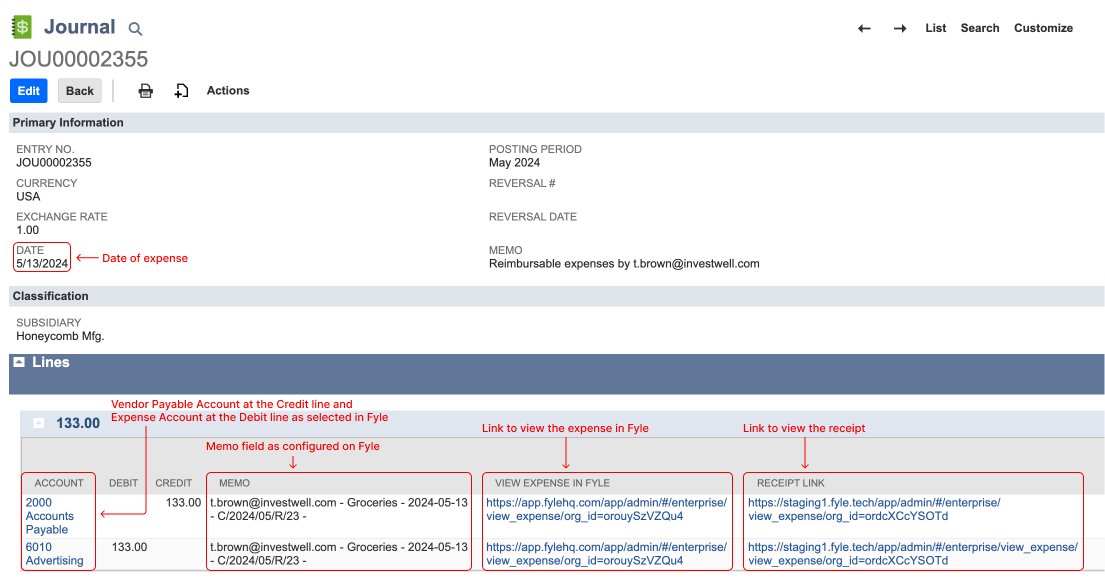 Journal
JOU00002355
List Search Customize
Edit Back Actions
Primary Information
ENTRY NO.
JOU00002355
CURRENCY
USA
EXCHANGE RATE
1.00
DATE
5/13/2024
Date of expense
POSTING PERIOD
May 2024
REVERSAL #
REVERSAL DATE
MEMO
Reimbursable expenses by t.brown@investwell.com
Classification
SUBSIDIARY
Honeycomb Mfg.
Lines
Vendor Payable Account at the Credit line and
Expense Account at the Debit line as selected in Fyle
133.00
Memo field as configured on Fyle
Link to view the expense in Fyle
Link to view the receipt
ACCOUNT DEBIT CREDIT MEMO VIEW EXPENSE IN FYLE RECEIPT LINK
2000 133.00 t.brown@investwell.com - Groceries - 2024-05-13 https://app.fylehq.com/app/admin/#/enterprise/ https://staging1.fyle.tech/app/admin/#/enterprise/
Accounts - C/2024/05/R/23 - view_expense/org_id=orouySzVZQu4 view_expense/org_id=ordcXCcYSOTd
Payable
6010 133.00 t.brown@investwell.com - Groceries - 2024-05-13 https://app.fylehq.com/app/admin/#/enterprise/ https://staging1.fyle.tech/app/admin/#/enterprise/view_expense/
Advertising - C/2024/05/R/23 - view_expense/org_id=orouySzVZQu4 view_expense/org_id=ordcXCcYSOTd